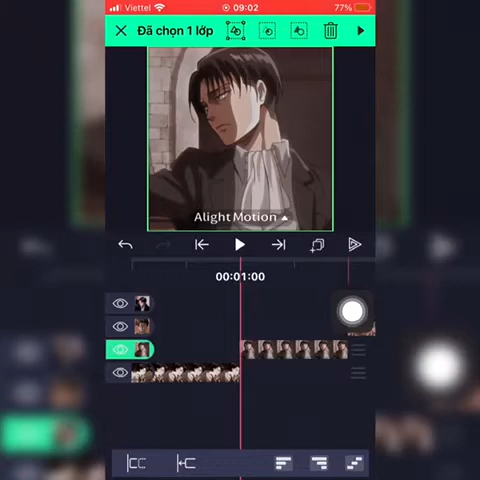 Viettel
09:02
77%
Đã chọn 1 lớp
Alight Motion
00:01:00